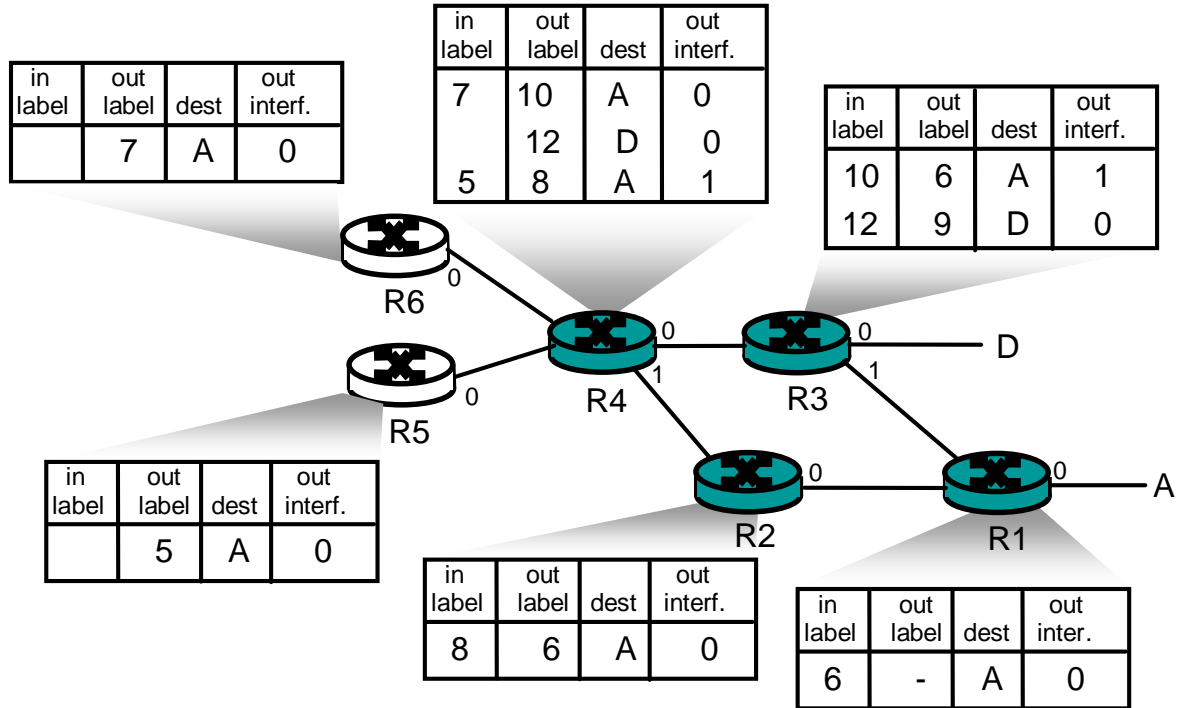 in out dest out
label label interf.
7 10 A 0
12 D 0
5 8 A 1
in out dest out
label label interf.
7 A 0
in out dest out
label label interf.
10 6 A 1
12 9 D 0
0
R6
0
R5
0
1
R4
0
1
R3
D
0
R2
0
R1
A
in out dest out
label label interf.
5 A 0
in out dest out
label label interf.
8 6 A 0
in out dest out
label label inter.
6 - A 0